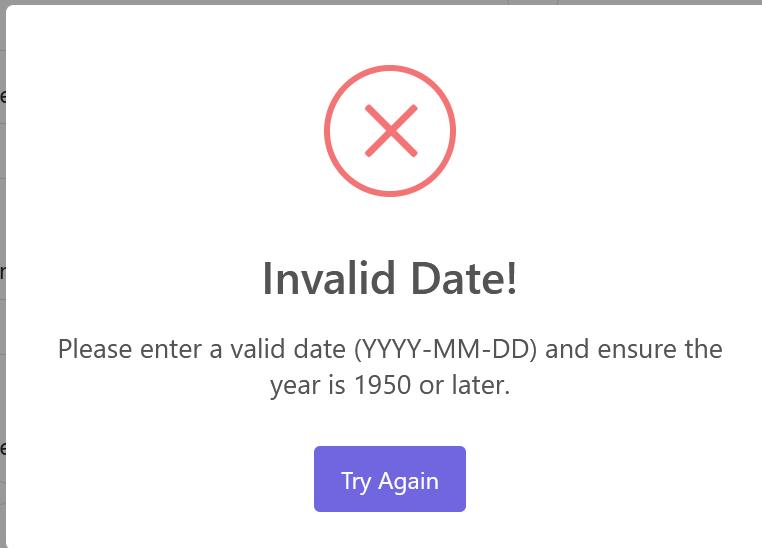 Invalid Date!
Please enter a valid date (YYYY-MM-DD) and ensure the
year is 1950 or later.
Try Again